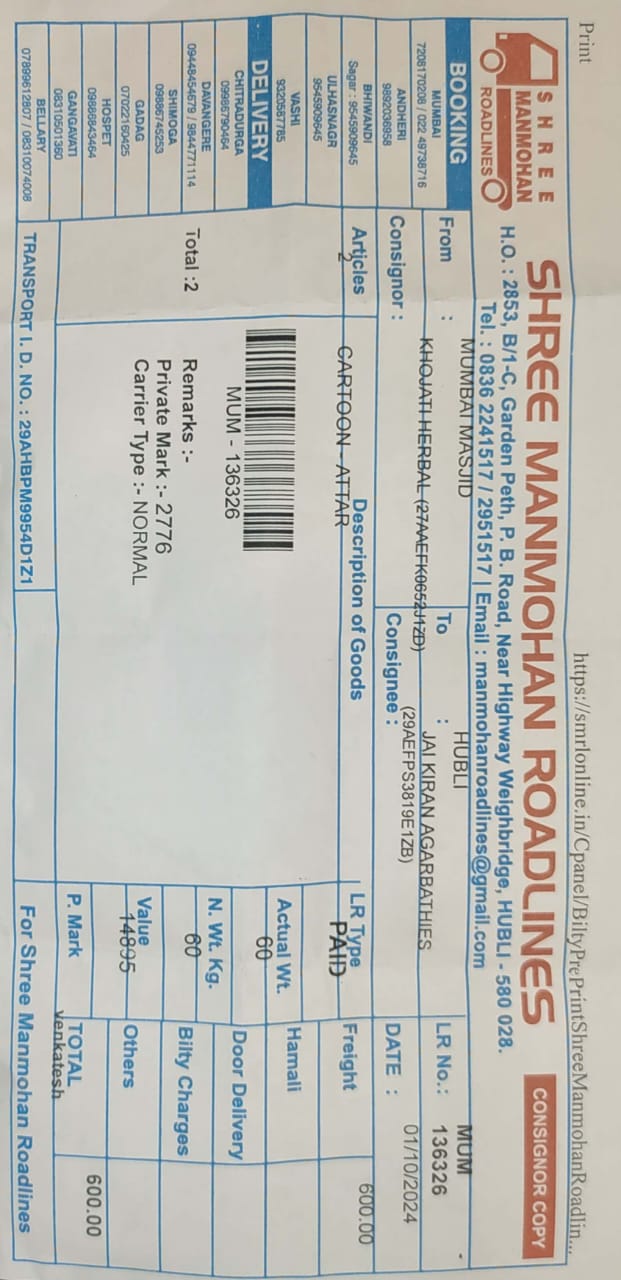 Print
https://smrlonline.in/Cpanel/BiltyPrePrintShreeManmohanRoadlin...
SHREE
MANMOHAN
ROADLINES
SHREE MANMOHAN ROADLINES
CONSIGNOR COPY
H.O. : 2853, B/1-C, Garden Peth, P. B. Road, Near Highway Weighbridge, HUBLI - 580 028.
Tel. : 0836 2241517 / 2951517 | Email : manmohanroadlines@gmail.com
BOOKING
MUMBAI
7208170208 / 022 49738716
ANDHERI
9892036958
BHIWANDI
Sagar : 9545909645
ULHASNAGR
9545909645
VASHI
9320587785
DELIVERY
CHITRADURGA
09986790464
DAVANGERE
09448454679 / 9844771114
SHIMOGA
09886745253
GADAG
07022160425
HOSPET
09886843464
GANGAVATI
08310501360
BELLARY
07899612807 / 08310074008
From : MUMBAI MASJID
To : HUBLI
LR No.: MUM 136326
Consignor : KHOJATI HERBAL (27AAEFK0652J1ZD)
Consignee : JAI KIRAN AGARBATHIES
(29AEFPS3819E1ZB)
DATE : 01/10/2024
Articles
Description of Goods
LR Type
PAID
Freight 600.00
2
CARTOON - ATTAR
Actual Wt.
60
Hamali
MUM - 136326
Door Delivery
Total :2
Remarks :-
N. Wt. Kg.
60
Bilty Charges
Private Mark :- 2776
Carrier Type :- NORMAL
Value
14895
Others
P. Mark
TOTAL 600.00
venkatesh
TRANSPORT I. D. NO. : 29AHBPM9954D1Z1
For Shree Manmohan Roadlines